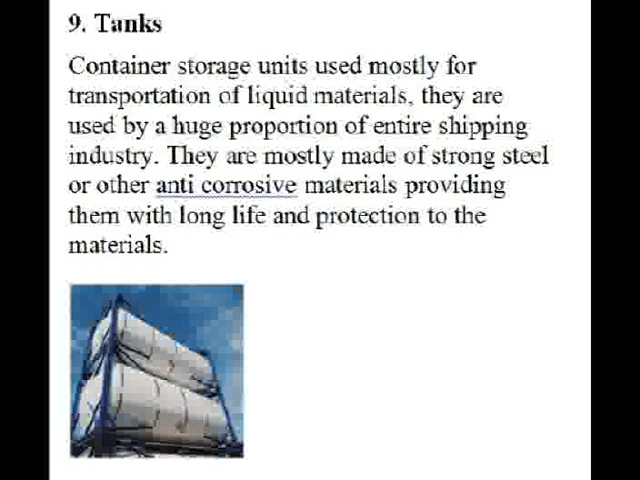 9. Tanks
Container storage units used mostly for
transportation of liquid materials, they are
used by a huge proportion of entire shipping
industry. They are mostly made of strong steel
or other anti corrosive materials providing
them with long life and protection to the
materials.